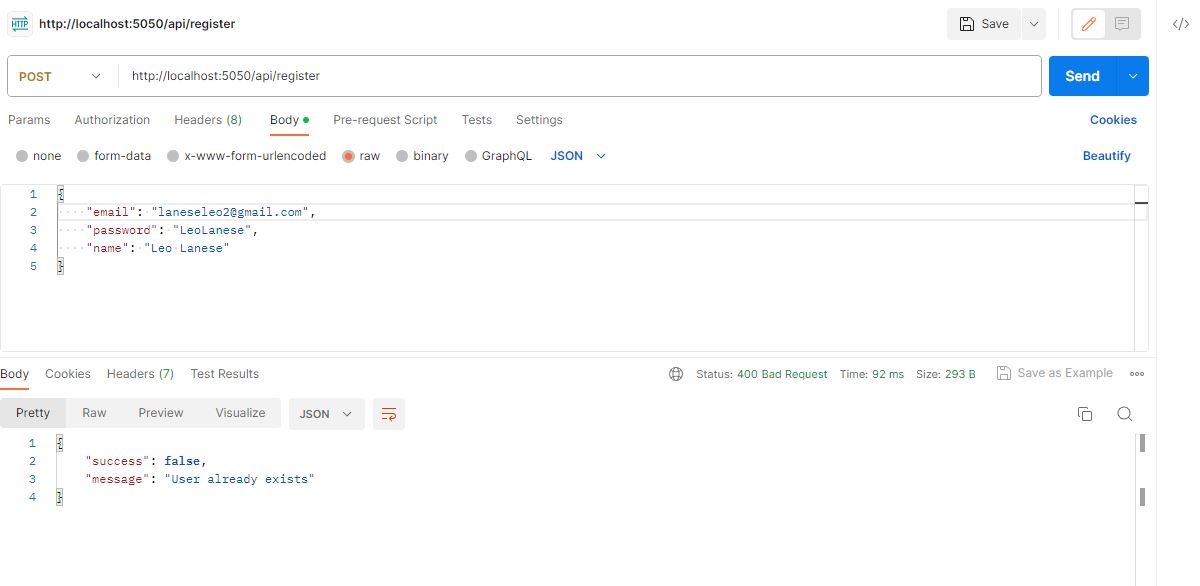 HTTP http://localhost:5050/api/register Save
POST http://localhost:5050/api/register Send
Params Authorization Headers (8) Body Pre-request Script Tests Settings Cookies
none form-data x-www-form-urlencoded raw binary GraphQL JSON Beautify
1 {
2 "email": "laneseleo2@gmail.com",
3 "password": "LeoLanese",
4 "name": "Leo Lanese"
5 }
Body Cookies Headers (7) Test Results Status: 400 Bad Request Time: 92 ms Size: 293 B Save as Example
Pretty Raw Preview Visualize JSON
1 {
2 "success": false,
3 "message": "User already exists"
4 }